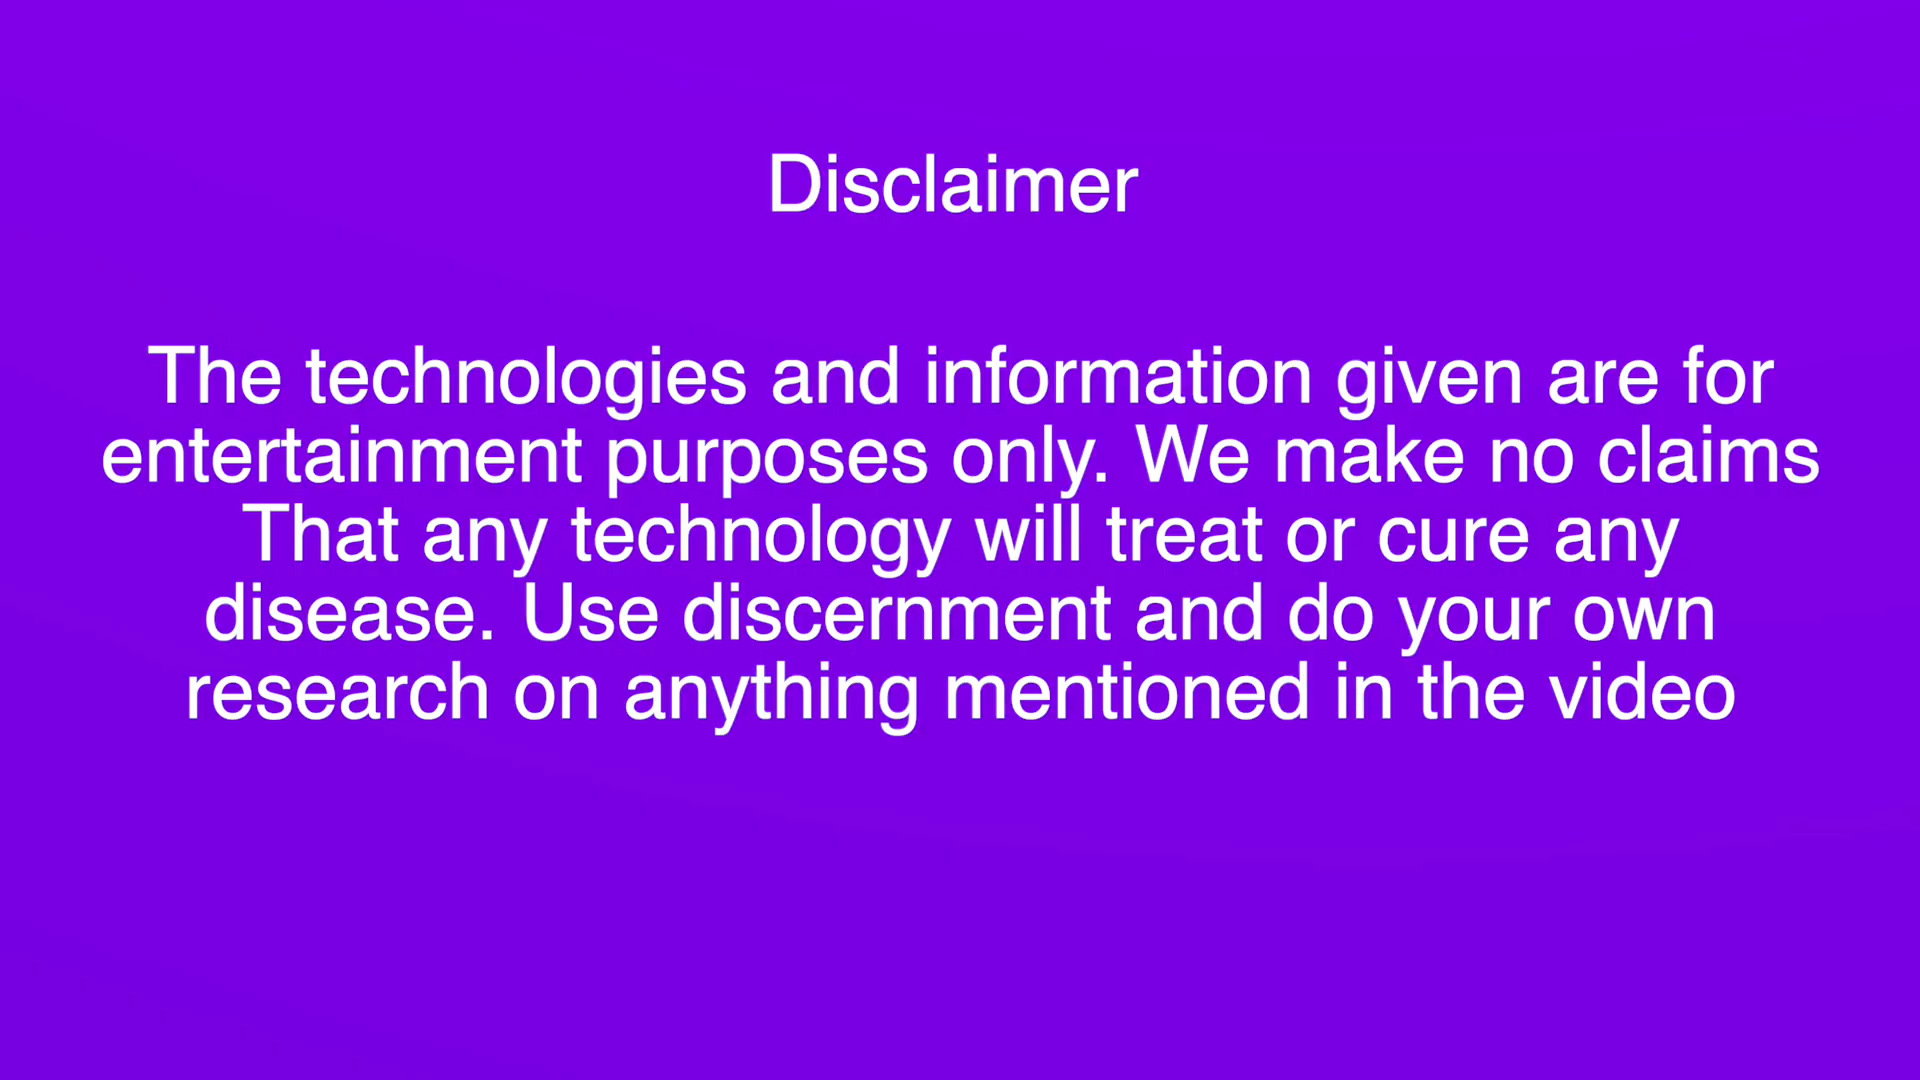 Disclaimer
The technologies and information given are for
entertainment purposes only. We make no claims
That any technology will treat or cure any
disease. Use discernment and do your own
research on anything mentioned in the video